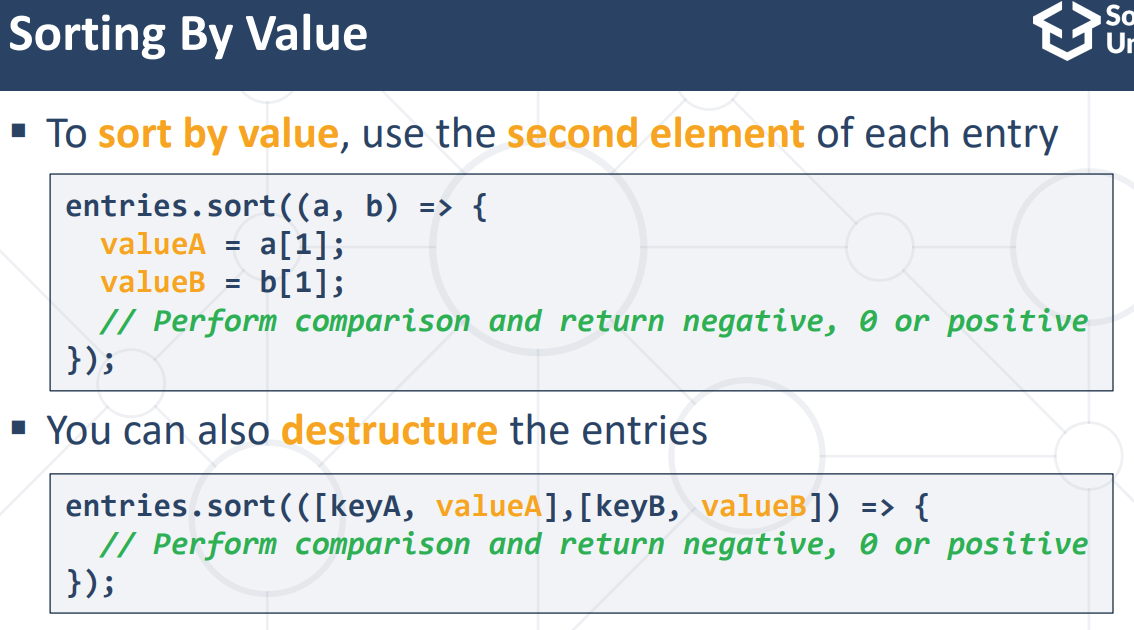 Sorting By Value
So
Un
▪ To sort by value, use the second element of each entry
entries.sort((a, b) => {
  valueA = a[1];
  valueB = b[1];
  // Perform comparison and return negative, 0 or positive
});
▪ You can also destructure the entries
entries.sort(([keyA, valueA],[keyB, valueB]) => {
  // Perform comparison and return negative, 0 or positive
});